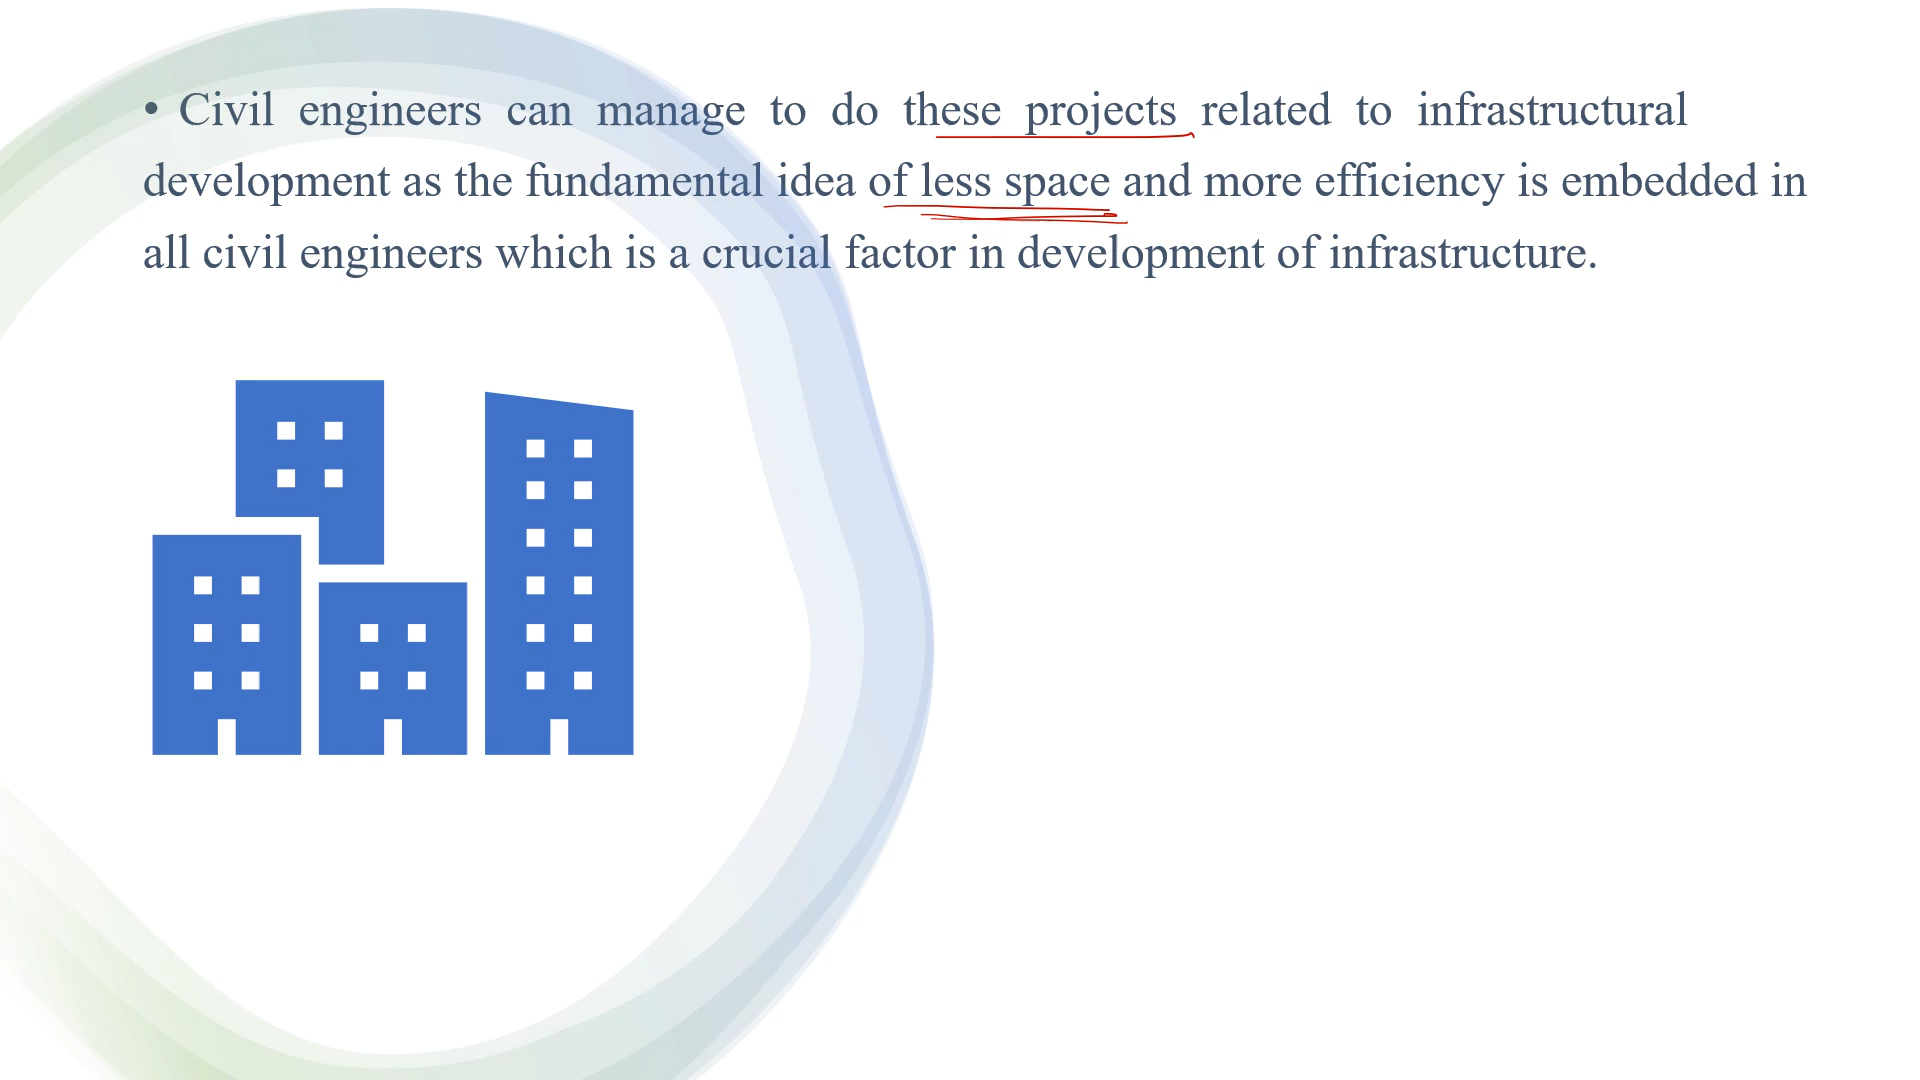 • Civil engineers can manage to do these projects related to infrastructural
development as the fundamental idea of less space and more efficiency is embedded in
all civil engineers which is a crucial factor in development of infrastructure.